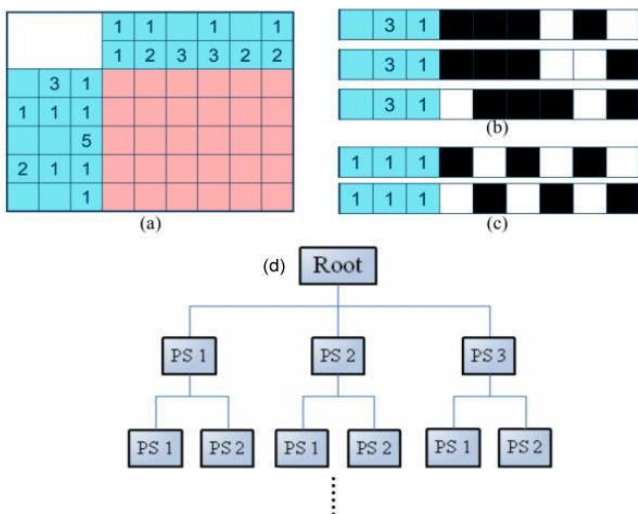 1 1 1 1
1 2 3 3 2 2
3 1
1 1 1
5
2 1 1
1
(a)
3 1
3 1
3 1
(b)
1 1 1
1 1 1
(c)
(d)
Root
PS 1 PS 2 PS 3
PS 1 PS 2 PS 1 PS 2 PS 1 PS 2